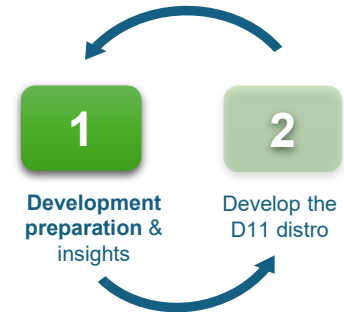 1
2
Development
preparation &
insights
Develop the
D11 distro